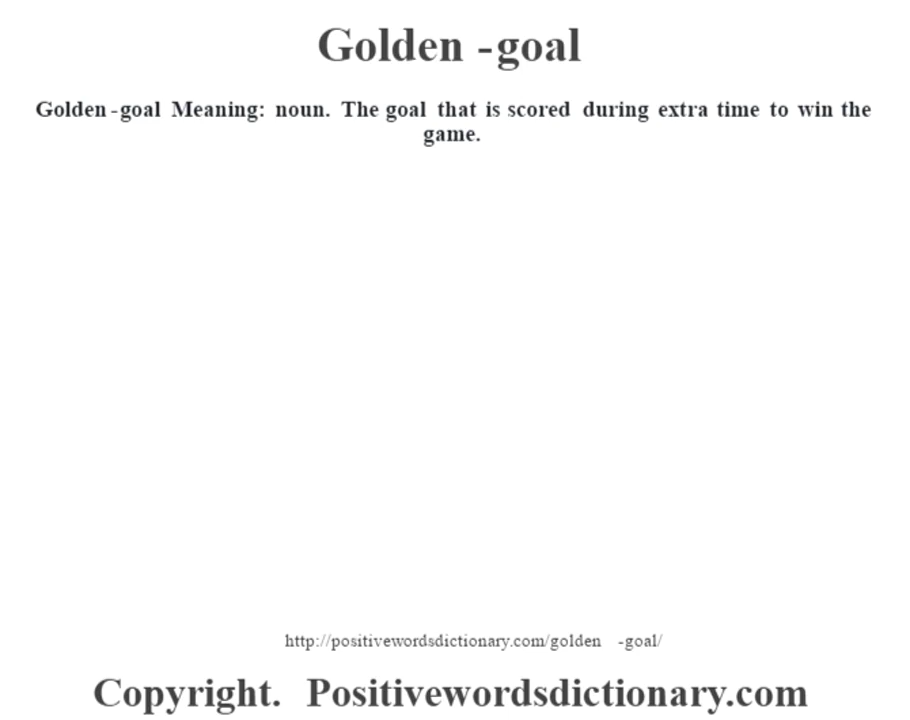 Golden -goal
Golden-goal Meaning: noun. The goal that is scored during extra time to win the
game.
http://positivewordsdictionary.com/golden -goal/
Copyright. Positivewordsdictionary.com